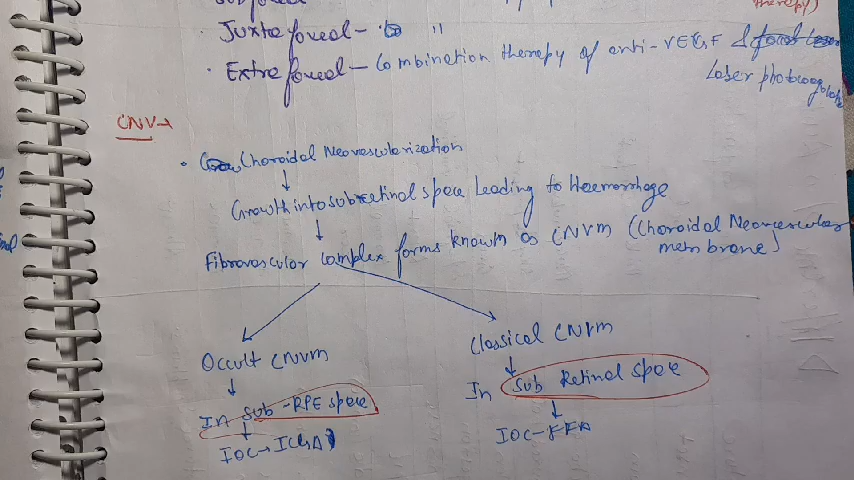 therapy)
· Juxtafoveal- "
· Extrafoveal- Combination therapy of anti-VEGF &
Laser photocoag
CNV→
· Choroidal Neovascularization
↓
Growth into subretinal space leading to Haemorrhage
↓
Fibrovascular complex forms known as CNVM (Choroidal Neovascular
membrane)
Occult CNVM
Classical CNVM
↓
↓
In Sub-RPE space
In Sub Retinal space
↓
↓
IOC→ICGA
IOC-FFA